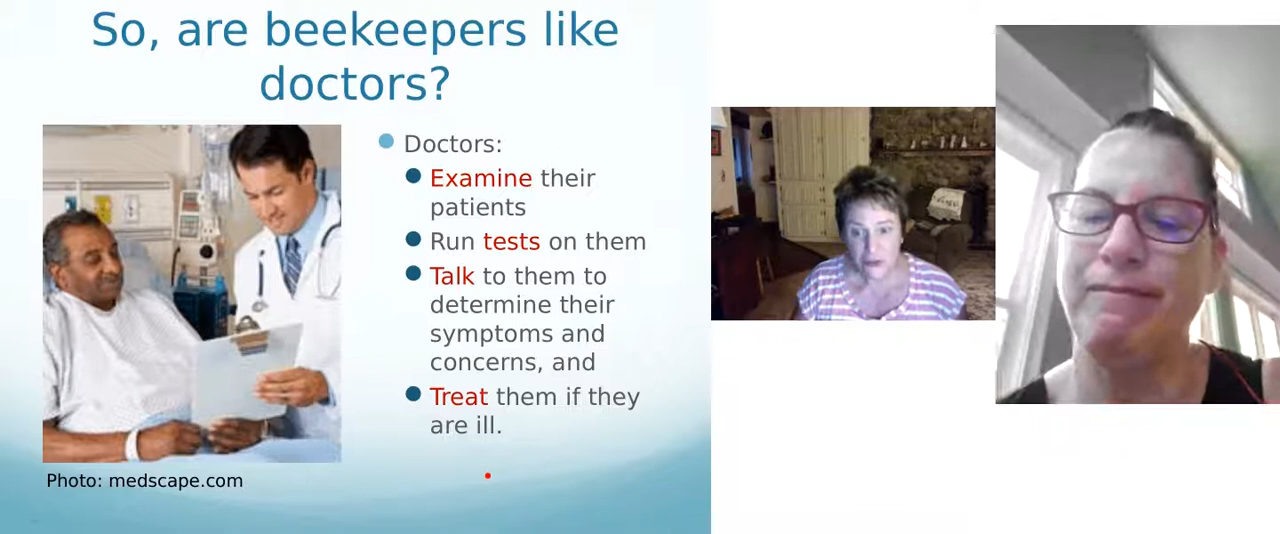 So, are beekeepers like
doctors?
Doctors:
Examine their
patients
Run tests on them
Talk to them to
determine their
symptoms and
concerns, and
Treat them if they
are ill.
Photo: medscape.com